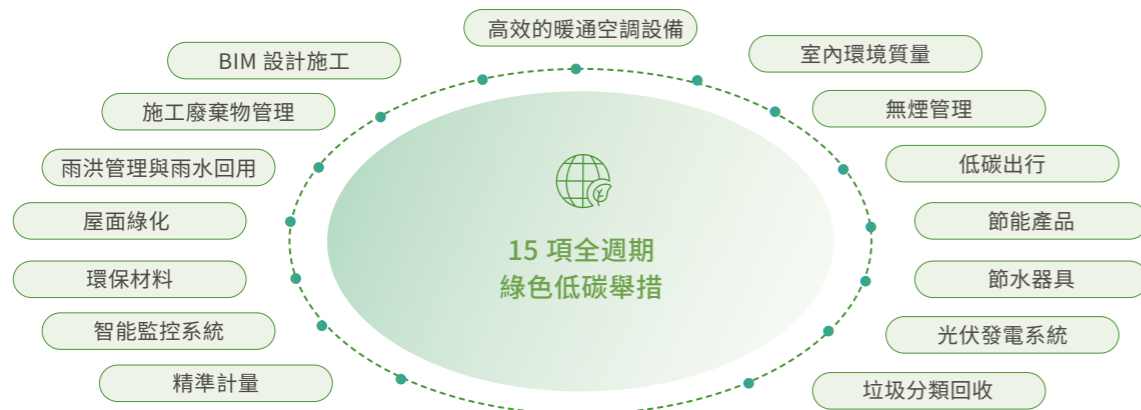 高效的暖通空調設備
BIM 設計施工
室內環境質量
施工廢棄物管理
無煙管理
雨洪管理與雨水回用
低碳出行
屋面綠化
節能產品
環保材料
節水器具
智能監控系統
光伏發電系統
精準計量
垃圾分類回收
15 項全週期
綠色低碳舉措